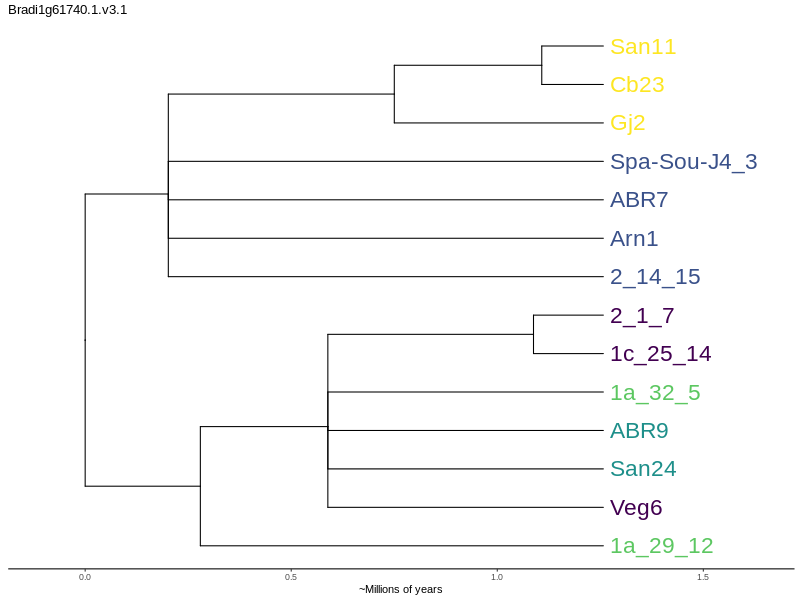 Bradi1g61740.1.v3.1
San11
Cb23
Gj2
Spa-Sou-J4_3
ABR7
Arn1
2_14_15
2_1_7
1c_25_14
1a_32_5
ABR9
San24
Veg6
1a_29_12
0.0 0.5 1.0 1.5
~Millions of years